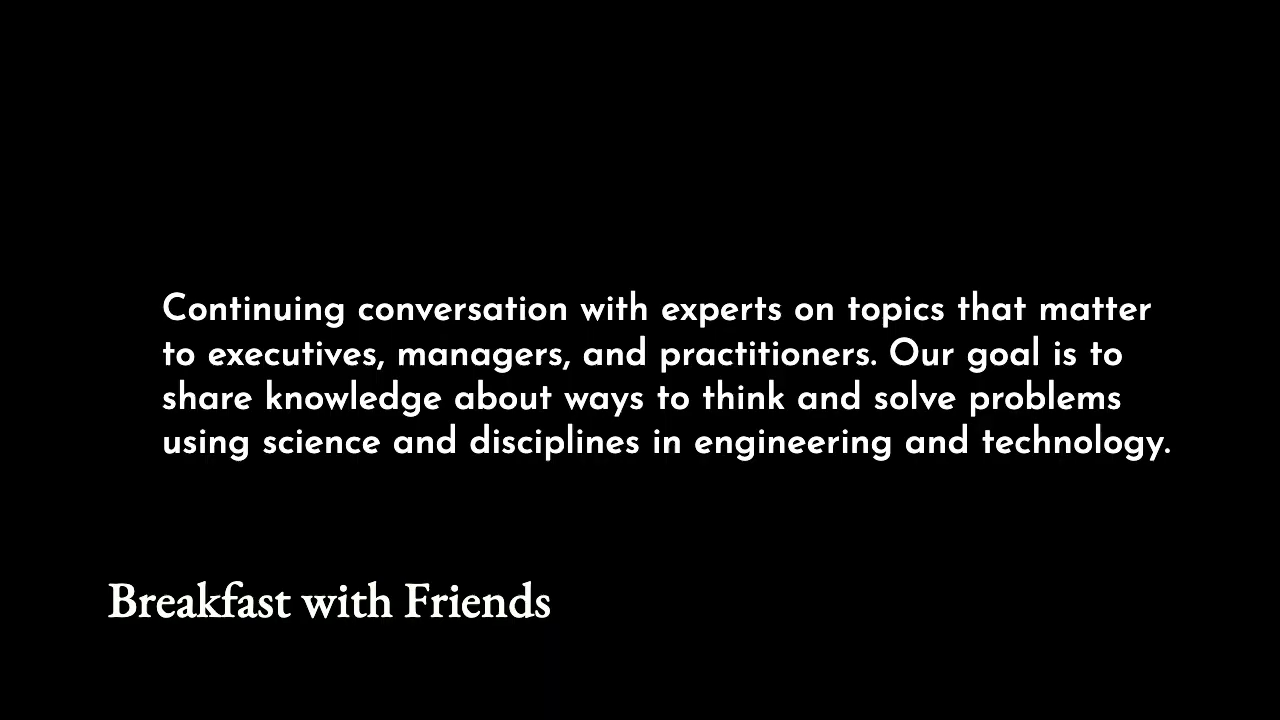 Continuing conversation with experts on topics that matter
to executives, managers, and practitioners. Our goal is to
share knowledge about ways to think and solve problems
using science and disciplines in engineering and technology.
Breakfast with Friends